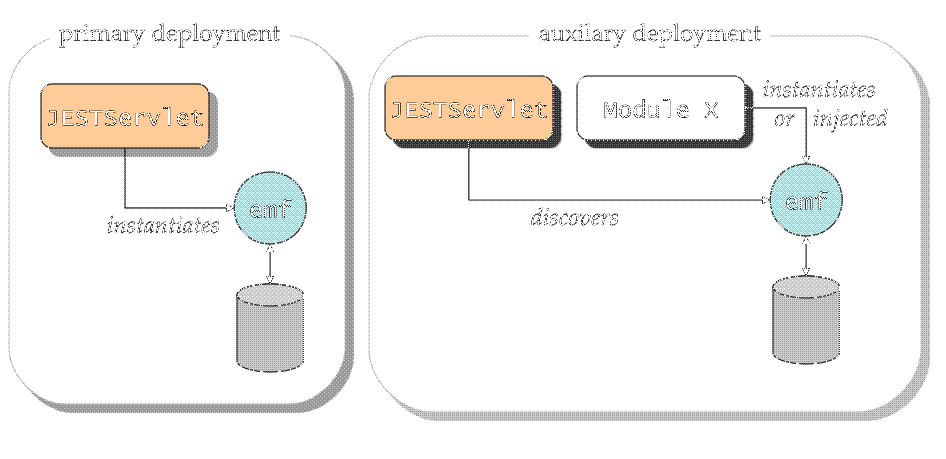 primary deployment
JESTServlet
emf
instantiates
auxilary deployment
JESTServlet
Module X
instantiates
or injected
emf
discovers